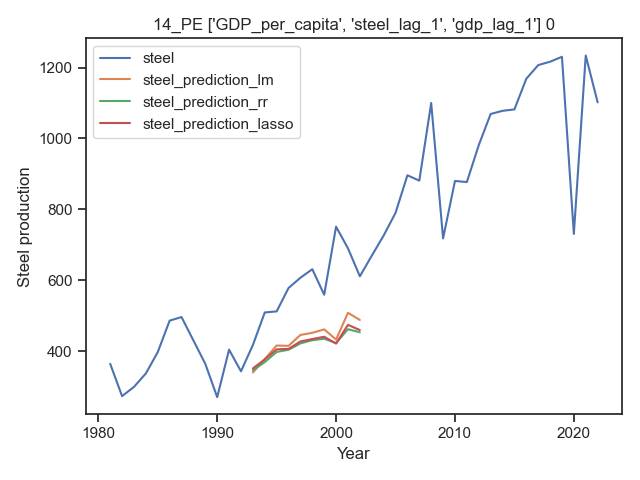 14_PE ['GDP_per_capita', 'steel_lag_1', 'gdp_lag_1'] 0
steel
steel_prediction_lm
steel_prediction_rr
steel_prediction_lasso
1200
1000
800
600
400
Steel production
1980
1990
2000
2010
2020
Year